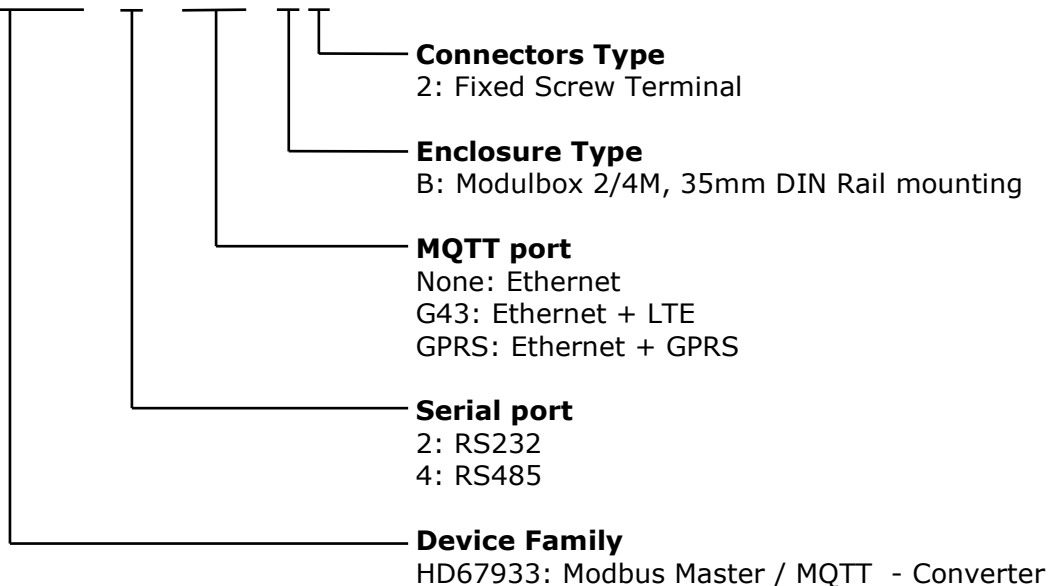 Connectors Type
2: Fixed Screw Terminal
Enclosure Type
B: Modulbox 2/4M, 35mm DIN Rail mounting
MQTT port
None: Ethernet
G43: Ethernet + LTE
GPRS: Ethernet + GPRS
Serial port
2: RS232
4: RS485
Device Family
HD67933: Modbus Master / MQTT - Converter